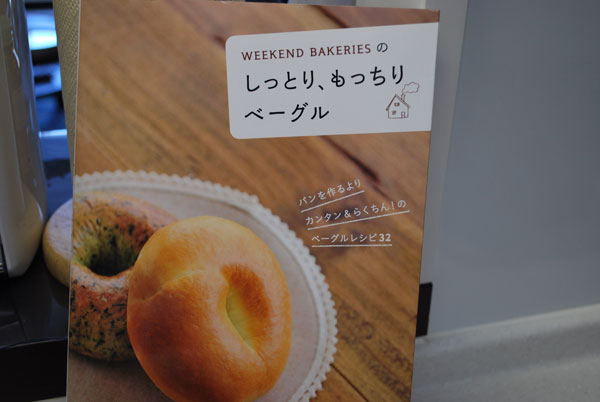 WEEKEND BAKERIES の
しっとり、もっちり
ベーグル
パンを作るより
カンタン&らくちん!の
ベーグルレシピ32